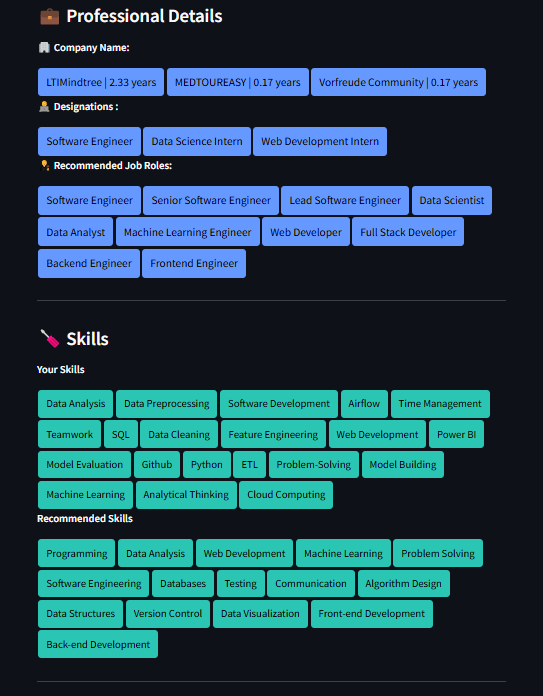 Professional Details
Company Name:
LTIMindtree | 2.33 years MEDTOUREASY | 0.17 years Vorfreude Community | 0.17 years
Designations :
Software Engineer Data Science Intern Web Development Intern
Recommended Job Roles:
Software Engineer Senior Software Engineer Lead Software Engineer Data Scientist
Data Analyst Machine Learning Engineer Web Developer Full Stack Developer
Backend Engineer Frontend Engineer
Skills
Your Skills
Data Analysis Data Preprocessing Software Development Airflow Time Management
Teamwork SQL Data Cleaning Feature Engineering Web Development Power BI
Model Evaluation Github Python ETL Problem-Solving Model Building
Machine Learning Analytical Thinking Cloud Computing
Recommended Skills
Programming Data Analysis Web Development Machine Learning Problem Solving
Software Engineering Databases Testing Communication Algorithm Design
Data Structures Version Control Data Visualization Front-end Development
Back-end Development